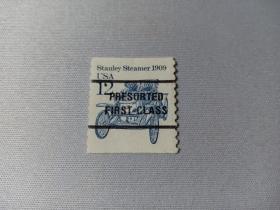 Stanley Steamer 1909
USA
12
PRESORTED
FIRST-CLASS